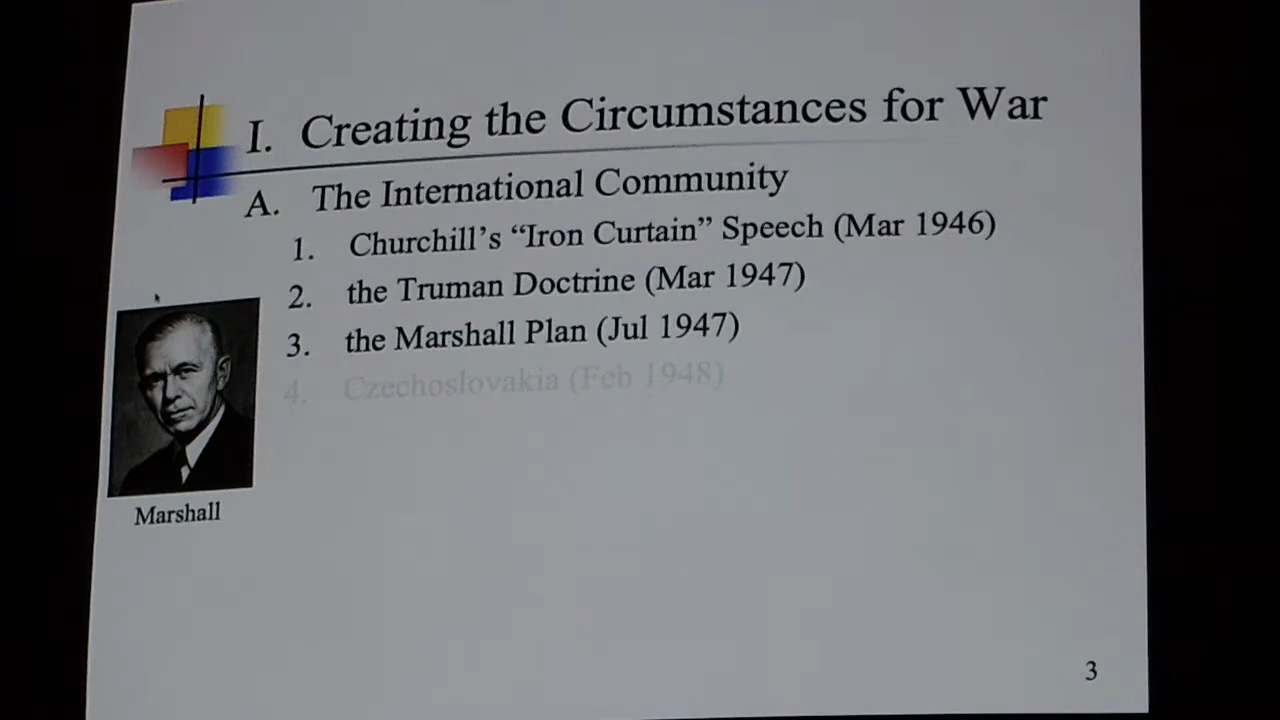 I. Creating the Circumstances for War
A. The International Community
1. Churchill’s “Iron Curtain” Speech (Mar 1946)
2. the Truman Doctrine (Mar 1947)
3. the Marshall Plan (Jul 1947)
4. Czechoslovakia (Feb 1948)
Marshall
3